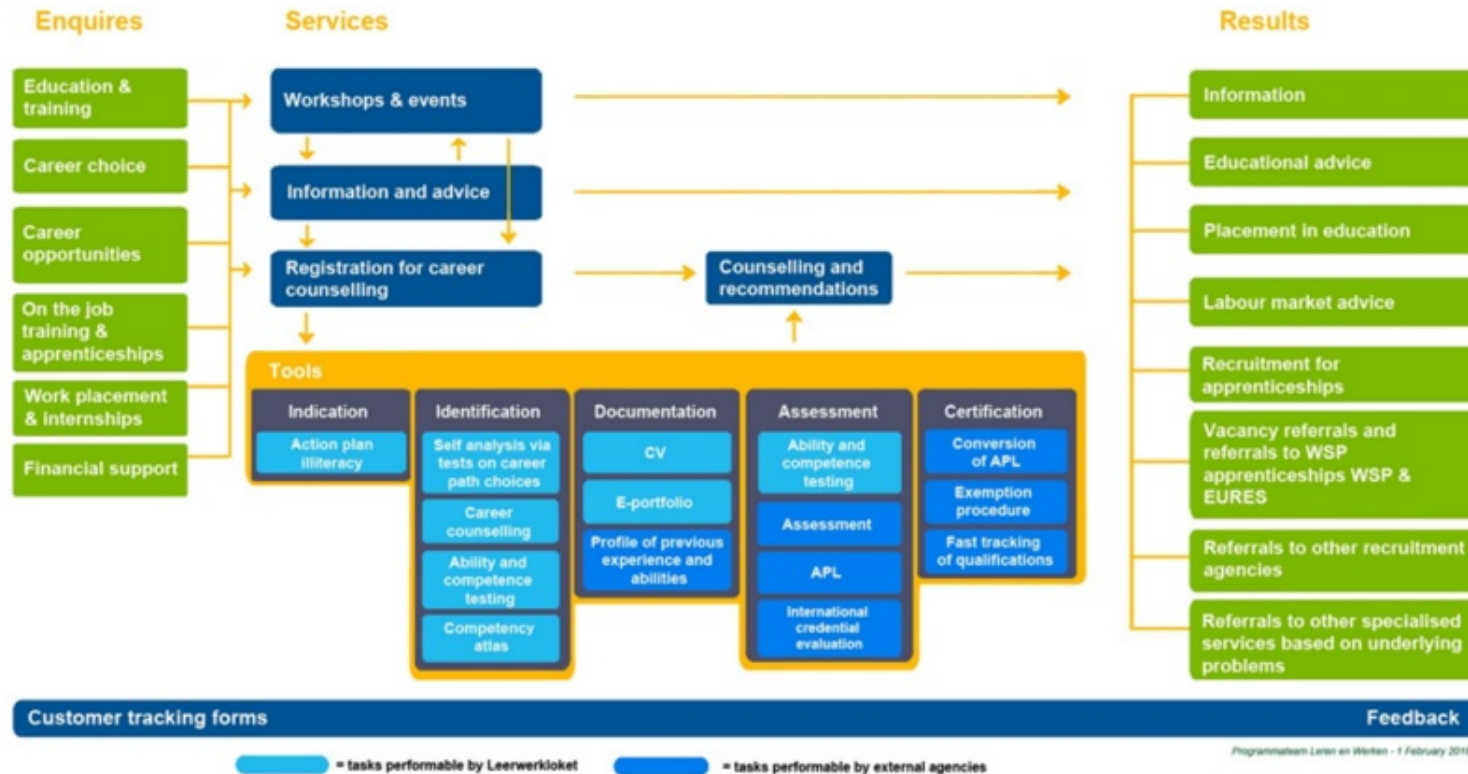 Enquires
Services
Results
Education &
training
Career choice
Career
opportunities
On the job
training &
apprenticeships
Work placement
& internships
Financial support
Workshops & events
Information and advice
Registration for career
counselling
Counselling and
recommendations
Tools
Indication
Action plan
illiteracy
Identification
Self analysis via
tests on career
path choices
Career
counselling
Ability and
competence
testing
Competency
atlas
Documentation
CV
E-portfolio
Profile of previous
experience and
abilities
Assessment
Ability and
competence
testing
Assessment
APL
International
credential
evaluation
Certification
Conversion
of APL
Exemption
procedure
Fast tracking
of qualifications
Information
Educational advice
Placement in education
Labour market advice
Recruitment for
apprenticeships
Vacancy referrals and
referrals to WSP
apprenticeships WSP &
EURES
Referrals to other recruitment
agencies
Referrals to other specialised
services based on underlying
problems
Customer tracking forms
Feedback
= tasks performable by Leerwerkloket
= tasks performable by external agencies
Programmateam Leren en Werken - 1 February